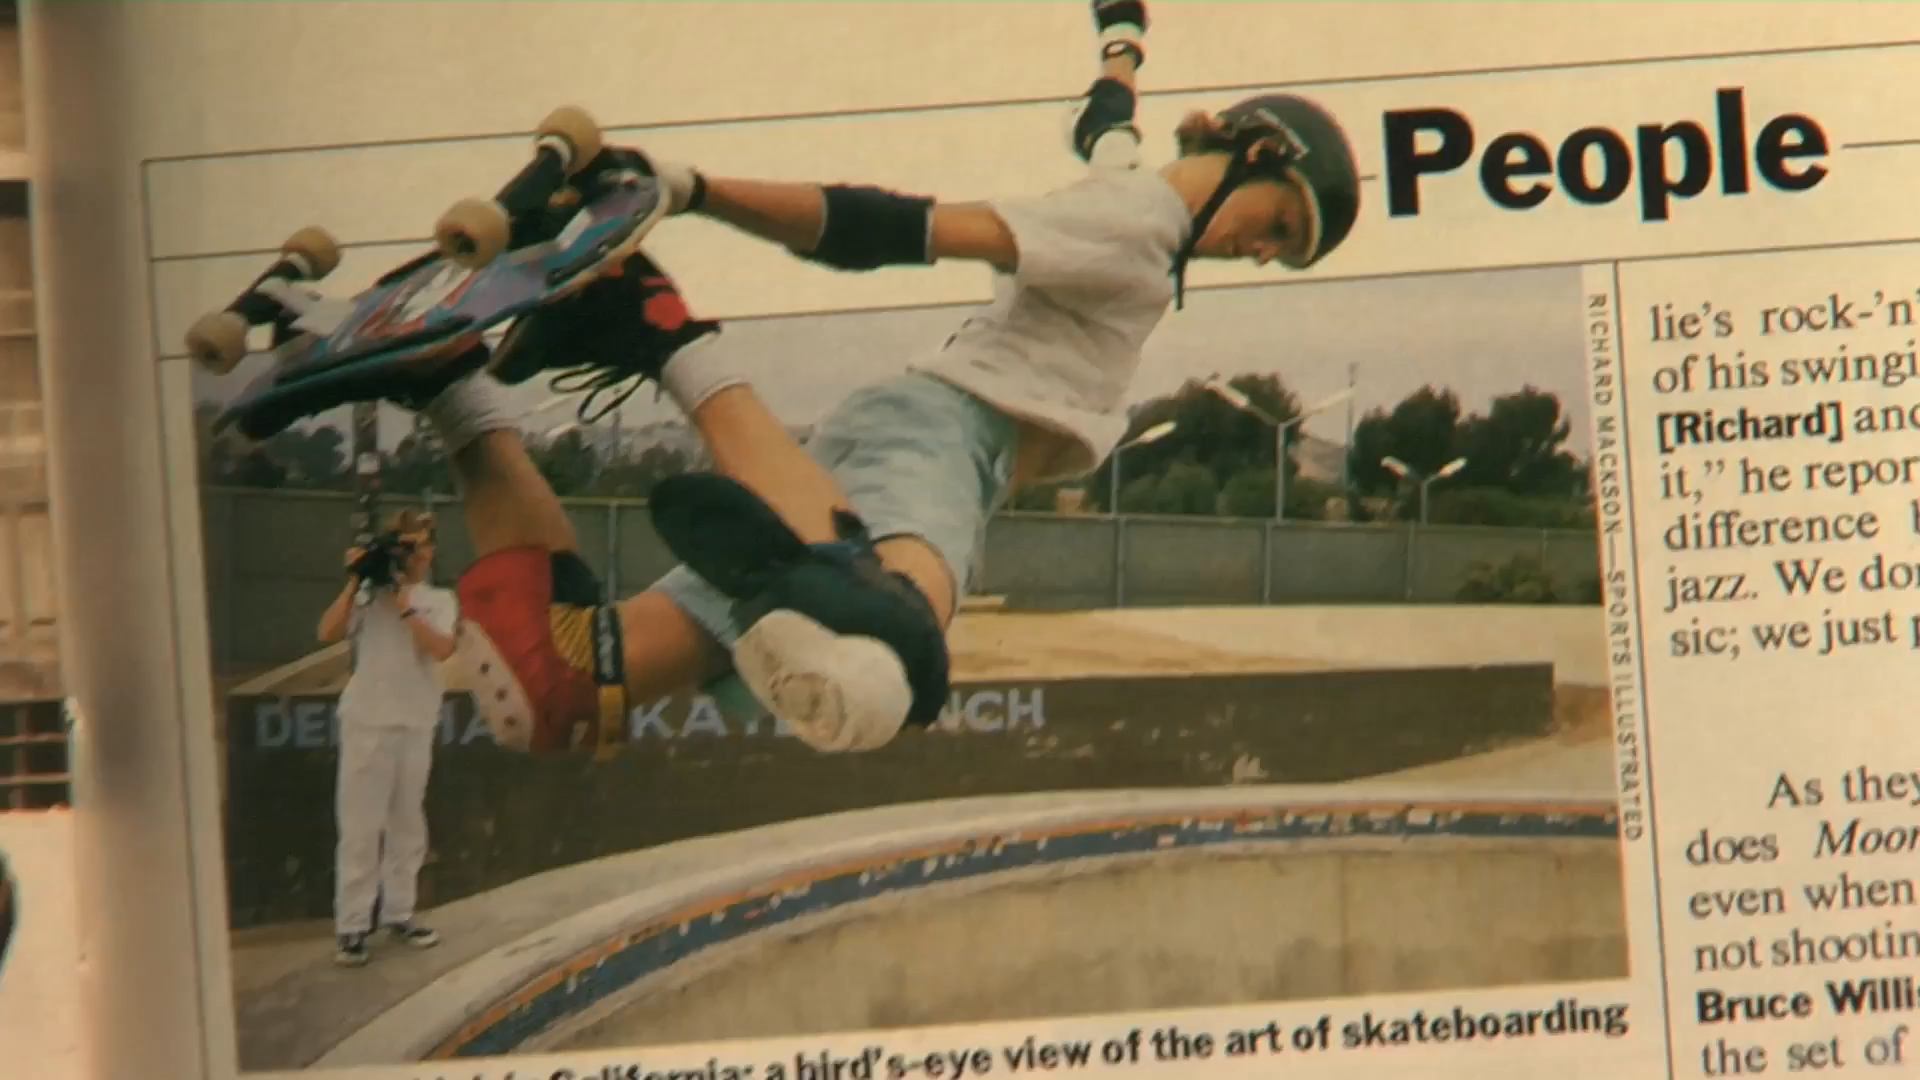 People
RICHARD MACKSON—SPORTS ILLUSTRATED
California: a bird's-eye view of the art of skateboarding
lie's rock-'n'
of his swingi
[Richard] and
it,” he repor
difference
jazz. We do
sic; we just
As they
does Moon
even when
not shootin
Bruce Willi
the set of